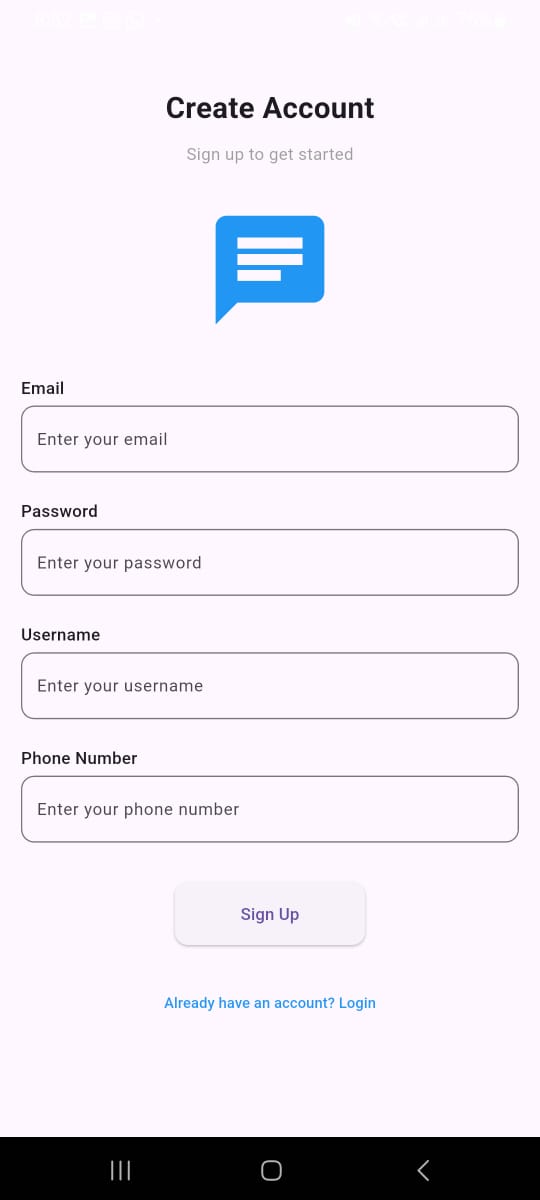 Create Account
Sign up to get started
Email
Enter your email
Password
Enter your password
Username
Enter your username
Phone Number
Enter your phone number
Sign Up
Already have an account? Login